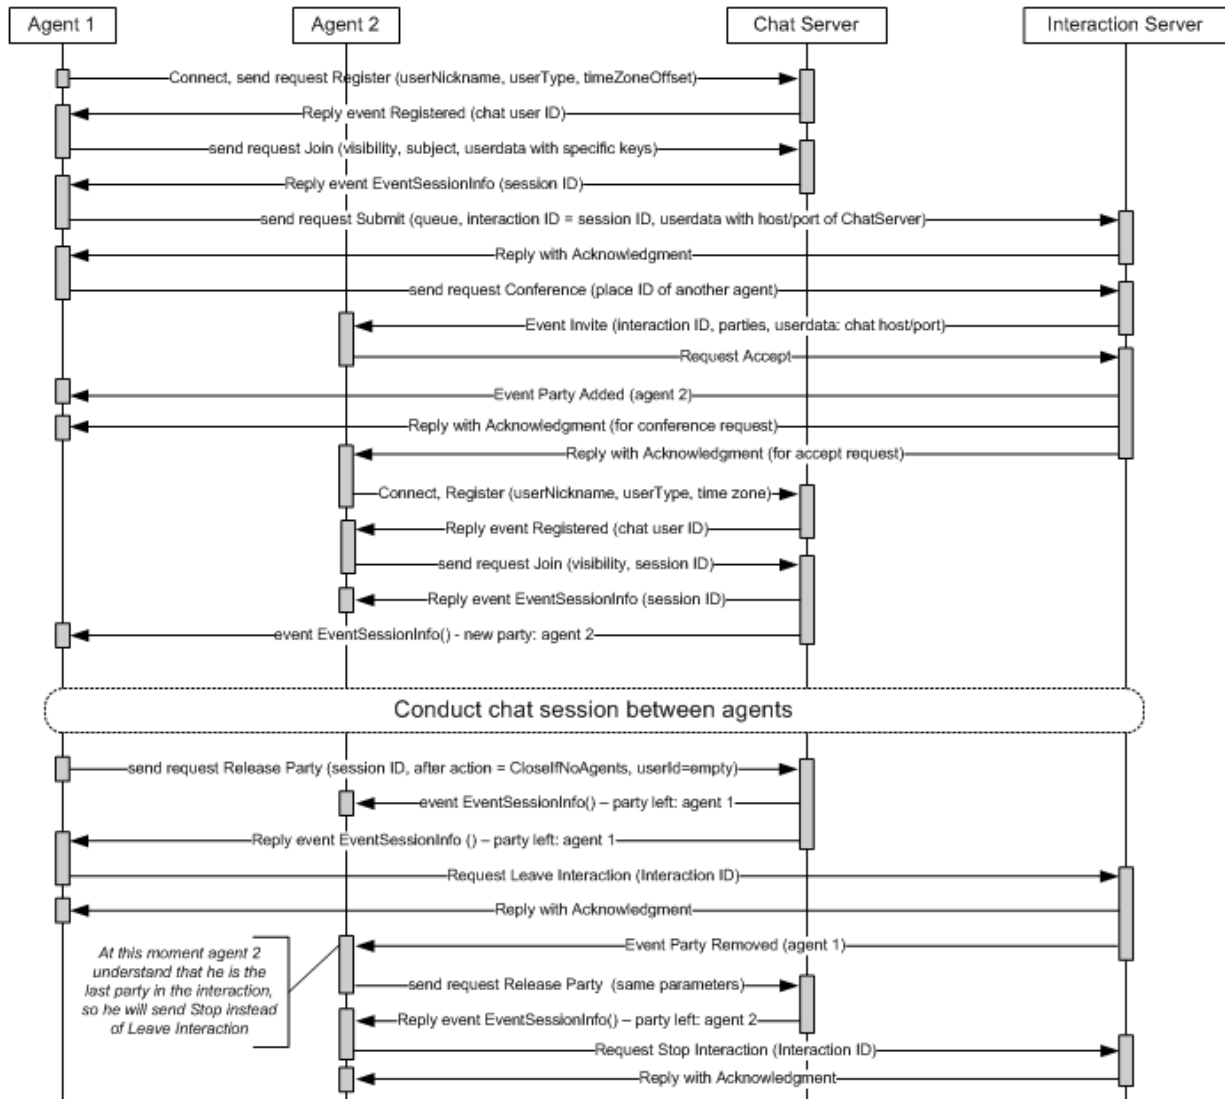 Agent 1
Agent 2
Chat Server
Interaction Server
Connect, send request Register (userNickname, userType, timeZoneOffset)
Reply event Registered (chat user ID)
send request Join (visibility, subject, userdata with specific keys)
Reply event EventSessionInfo (session ID)
send request Submit (queue, interaction ID = session ID, userdata with host/port of ChatServer)
Reply with Acknowledgment
send request Conference (place ID of another agent)
Event Invite (interaction ID, parties, userdata: chat host/port)
Request Accept
Event Party Added (agent 2)
Reply with Acknowledgment (for conference request)
Reply with Acknowledgment (for accept request)
Connect, Register (userNickname, userType, time zone)
Reply event Registered (chat user ID)
send request Join (visibility, session ID)
Reply event EventSessionInfo (session ID)
event EventSessionInfo() - new party: agent 2
Conduct chat session between agents
send request Release Party (session ID, after action = CloseIfNoAgents, userId=empty)
event EventSessionInfo() – party left: agent 1
Reply event EventSessionInfo () – party left: agent 1
Request Leave Interaction (Interaction ID)
Reply with Acknowledgment
Event Party Removed (agent 1)
At this moment agent 2
understand that he is the
last party in the interaction,
so he will send Stop instead
of Leave Interaction
send request Release Party (same parameters)
Reply event EventSessionInfo() – party left: agent 2
Request Stop Interaction (Interaction ID)
Reply with Acknowledgment